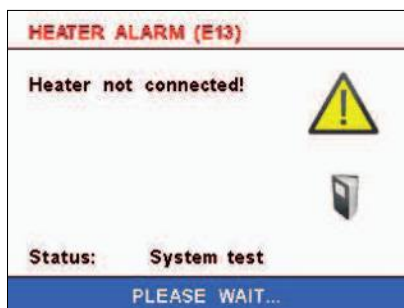 HEATER ALARM (E13)
Heater not connected!
Status: System test
PLEASE WAIT...